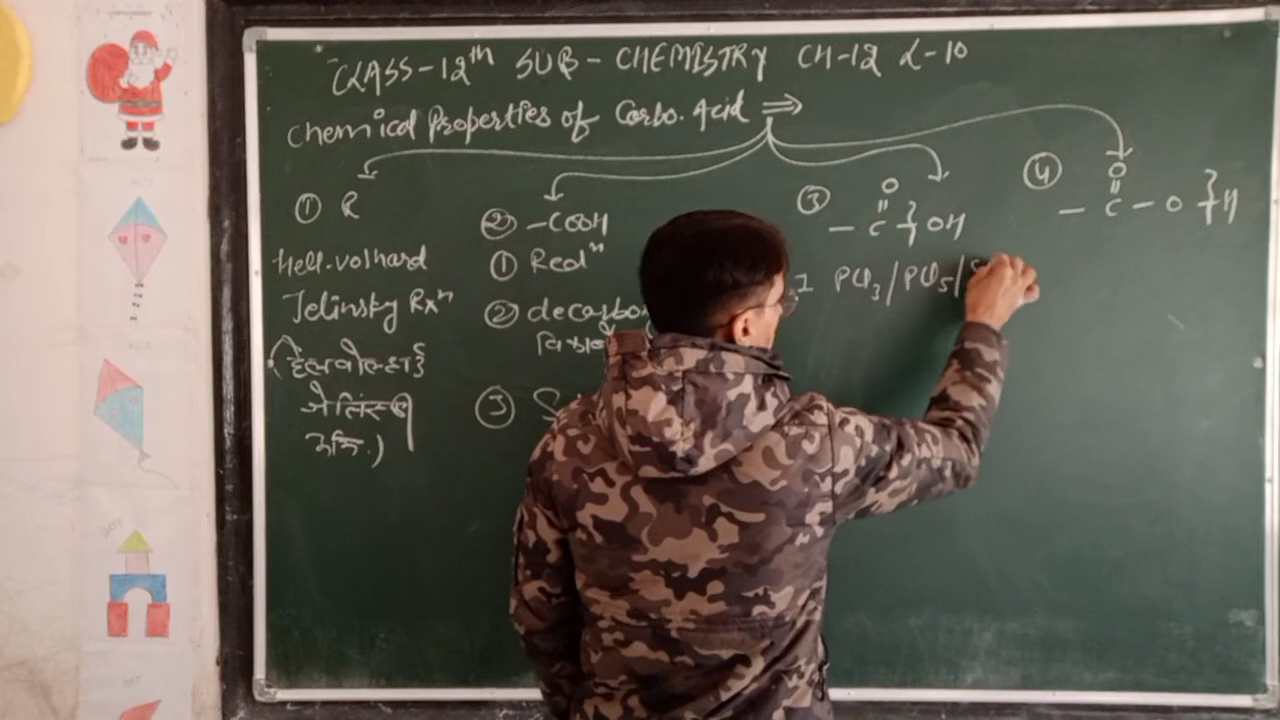 CLASS-12th SUB-CHEMISTRY CH-12 L-10
Chemical Properties of Carbo. Acid ⇒
① R
Hell-volhard
Jelinsky Rxn
(हेलवोल्हार्ड
जेलिंस्की
अभि.)
② -COOH
① Redn
② decarbo
③ S
③ O
||
- C } OH
I PCl3/PCl5/S
④ O
||
- C - O } H